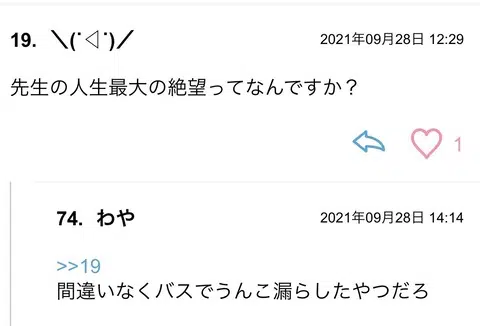 19. ＼(˙◁˙)／ 2021年09月28日 12:29
先生の人生最大の絶望ってなんですか？
1
74. わや 2021年09月28日 14:14
>>19
間違いなくバスでうんこ漏らしたやつだろ